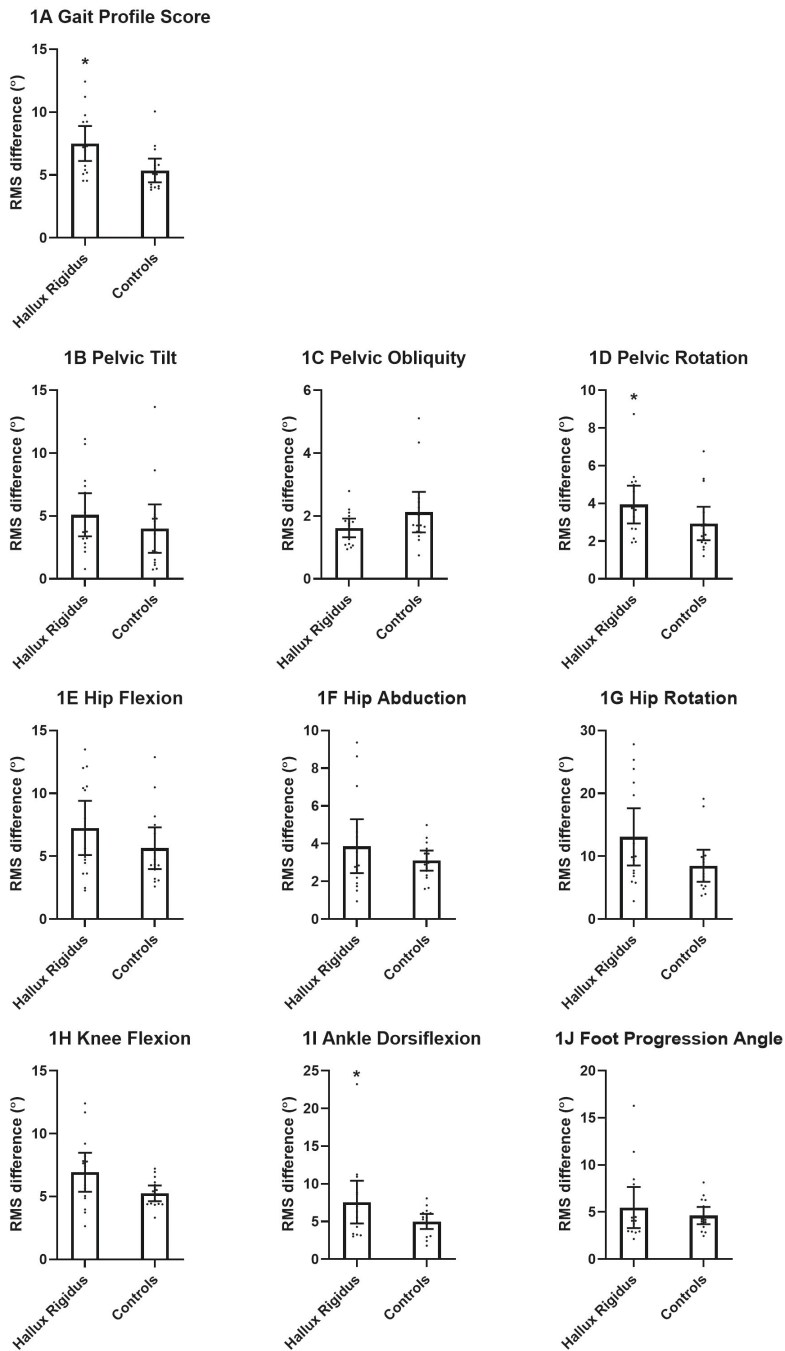 1A Gait Profile Score
RMS difference (°)
15
*
10
5
0
Hallux Rigidus
Controls
1B Pelvic Tilt
RMS difference (°)
15
10
5
0
Hallux Rigidus
Controls
1C Pelvic Obliquity
RMS difference (°)
6
4
2
0
Hallux Rigidus
Controls
1D Pelvic Rotation
RMS difference (°)
10
*
8
6
4
2
0
Hallux Rigidus
Controls
1E Hip Flexion
RMS difference (°)
15
10
5
0
Hallux Rigidus
Controls
1F Hip Abduction
RMS difference (°)
10
8
6
4
2
0
Hallux Rigidus
Controls
1G Hip Rotation
RMS difference (°)
30
20
10
0
Hallux Rigidus
Controls
1H Knee Flexion
RMS difference (°)
15
10
5
0
Hallux Rigidus
Controls
1I Ankle Dorsiflexion
RMS difference (°)
25
*
20
15
10
5
0
Hallux Rigidus
Controls
1J Foot Progression Angle
RMS difference (°)
20
15
10
5
0
Hallux Rigidus
Controls